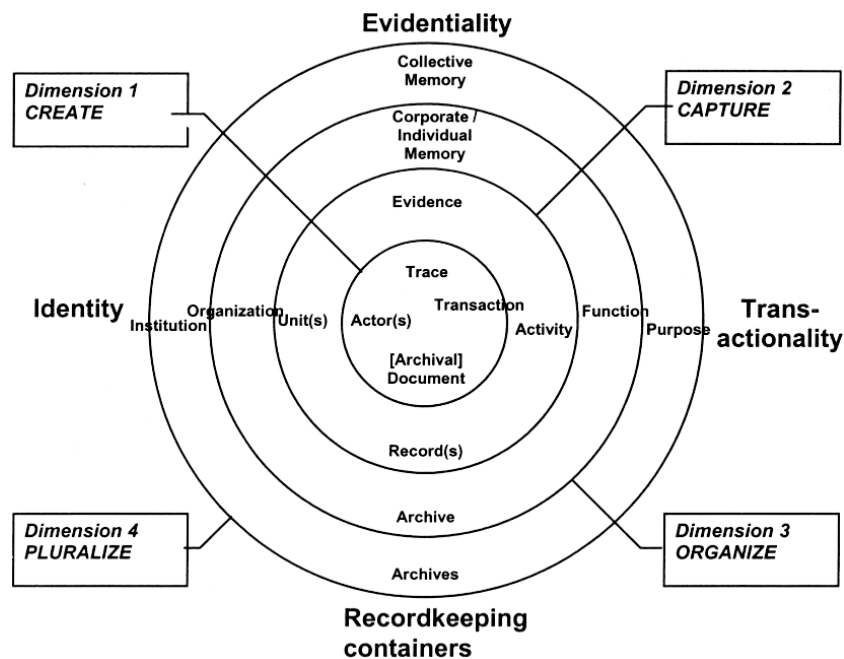 Evidentiality
Collective
Memory
Dimension 1
CREATE
Dimension 2
CAPTURE
Corporate /
Individual
Memory
Evidence
Trace
Identity
Institution
Organization
Unit(s)
Actor(s)
Transaction
Activity
Function
Purpose
Trans-
actionality
[Archival]
Document
Record(s)
Archive
Archives
Dimension 4
PLURALIZE
Dimension 3
ORGANIZE
Recordkeeping
containers